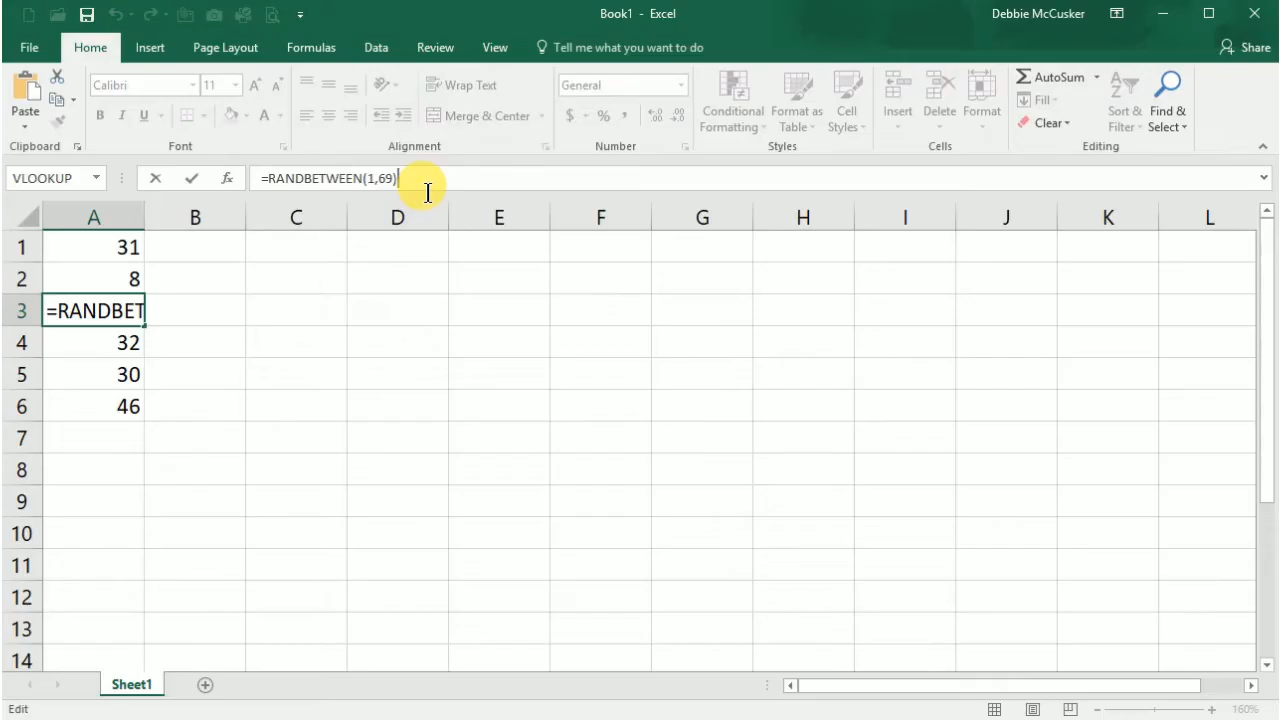 Book1 - Excel
Debbie McCusker
File Home Insert Page Layout Formulas Data Review View Tell me what you want to do Share
Paste
Calibri 11
B I U
Wrap Text
Merge & Center
General
$ % ,
Conditional Formatting
Format as Table
Cell Styles
Insert
Delete
Format
AutoSum
Fill
Clear
Sort & Filter
Find & Select
Clipboard Font Alignment Number Styles Cells Editing
VLOOKUP fx =RANDBETWEEN(1,69)
A B C D E F G H I J K L
1 31
2 8
3 =RANDBET
4 32
5 30
6 46
7
8
9
10
11
12
13
14
Sheet1
Edit 160%